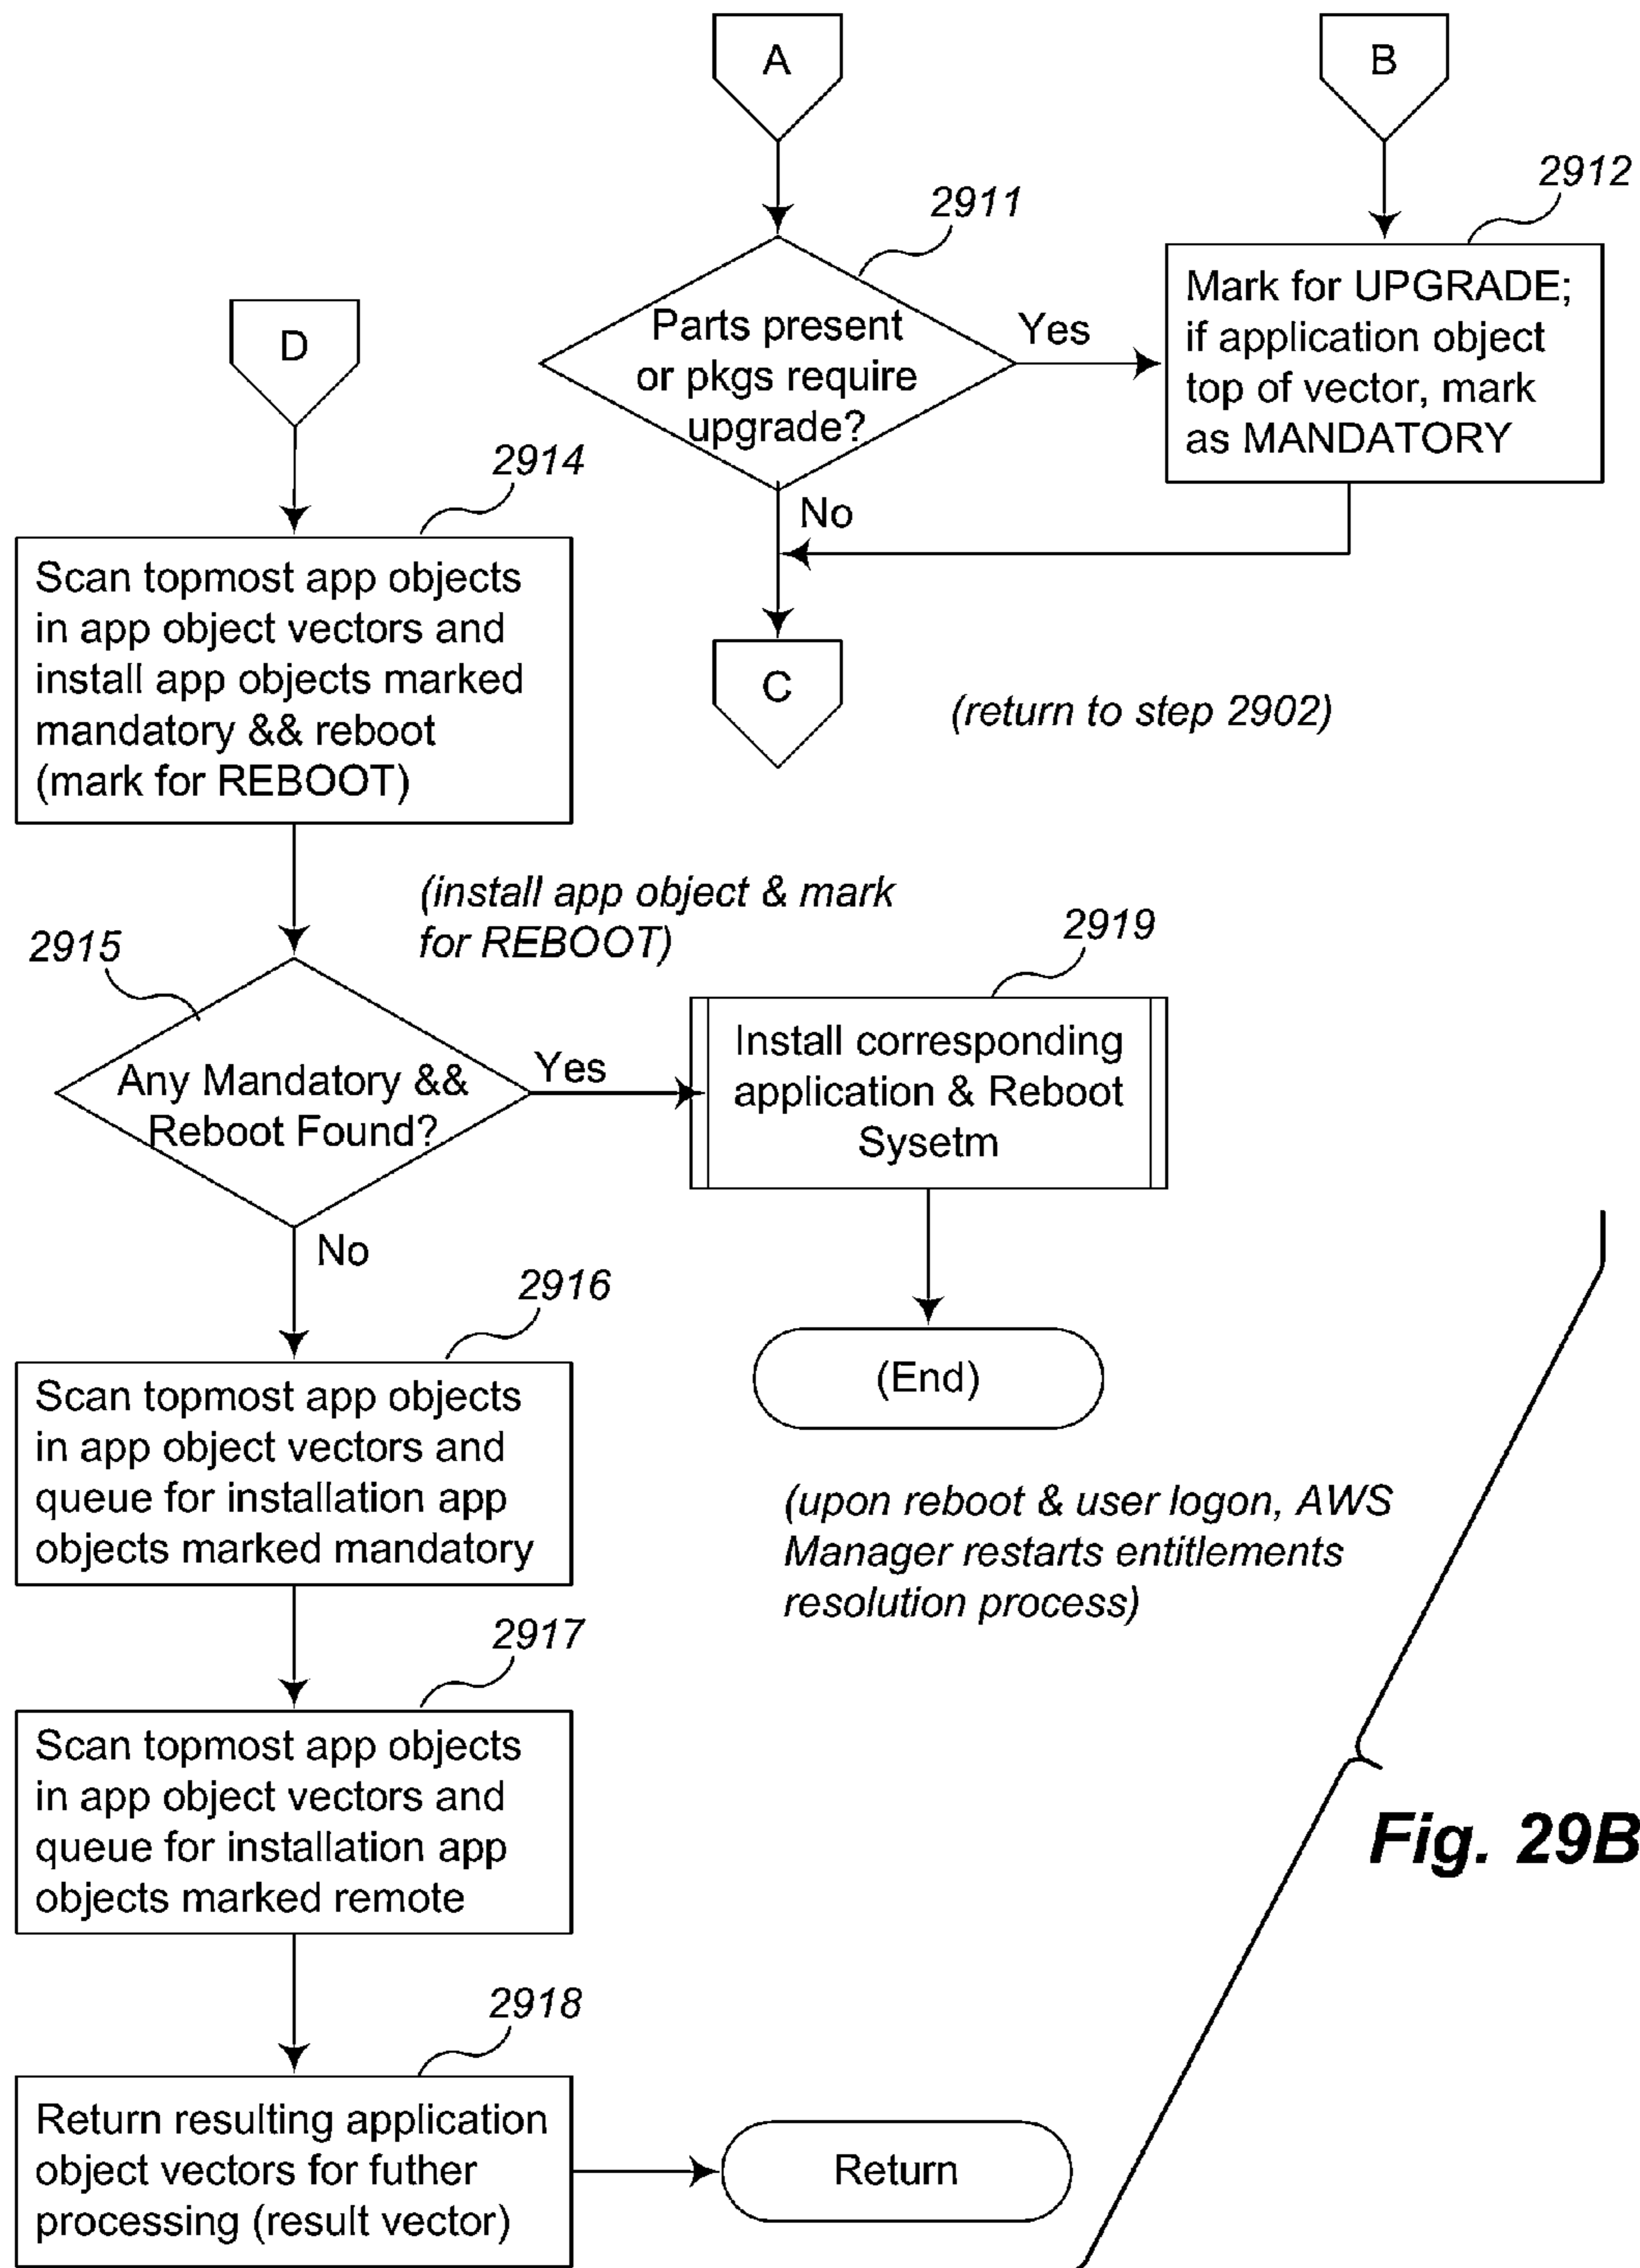 A
B
2911
2912
Parts present
or pkgs require
upgrade?
Yes
Mark for UPGRADE;
if application object
top of vector, mark
as MANDATORY
No
C
(return to step 2902)
D
2914
Scan topmost app objects
in app object vectors and
install app objects marked
mandatory && reboot
(mark for REBOOT)
(install app object & mark
for REBOOT)
2915
Any Mandatory &&
Reboot Found?
Yes
2919
Install corresponding
application & Reboot
Sysetm
(End)
(upon reboot & user logon, AWS
Manager restarts entitlements
resolution process)
No
2916
Scan topmost app objects
in app object vectors and
queue for installation app
objects marked mandatory
2917
Scan topmost app objects
in app object vectors and
queue for installation app
objects marked remote
2918
Return resulting application
object vectors for futher
processing (result vector)
Return
Fig. 29B